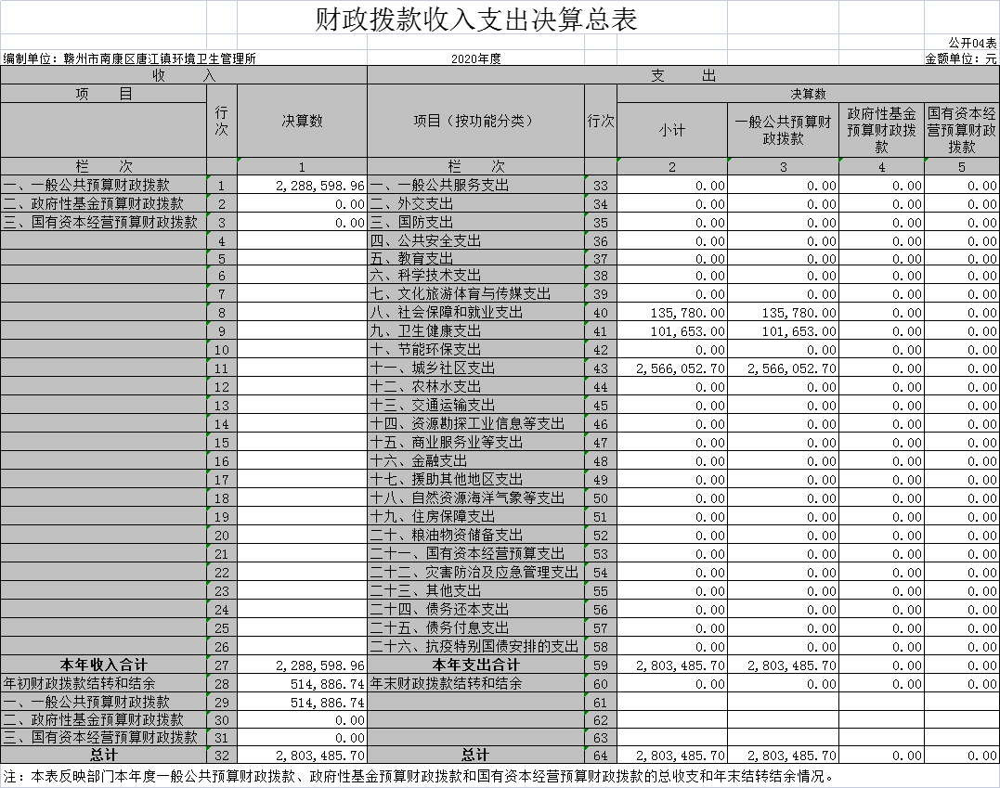 财政拨款收入支出决算总表
公开04表
编制单位：赣州市南康区唐江镇环境卫生管理所 2020年度 金额单位：元
收 入 支 出
项 目 行次 决算数 项目（按功能分类） 行次 决算数
小计 一般公共预算财政拨款 政府性基金预算财政拨款 国有资本经营预算财政拨款
栏 次 1 栏 次 2 3 4 5
一、一般公共预算财政拨款 1 2,288,598.96 一、一般公共服务支出 33 0.00 0.00 0.00 0.00
二、政府性基金预算财政拨款 2 0.00 二、外交支出 34 0.00 0.00 0.00 0.00
三、国有资本经营预算财政拨款 3 0.00 三、国防支出 35 0.00 0.00 0.00 0.00
4 四、公共安全支出 36 0.00 0.00 0.00 0.00
5 五、教育支出 37 0.00 0.00 0.00 0.00
6 六、科学技术支出 38 0.00 0.00 0.00 0.00
7 七、文化旅游体育与传媒支出 39 0.00 0.00 0.00 0.00
8 八、社会保障和就业支出 40 135,780.00 135,780.00 0.00 0.00
9 九、卫生健康支出 41 101,653.00 101,653.00 0.00 0.00
10 十、节能环保支出 42 0.00 0.00 0.00 0.00
11 十一、城乡社区支出 43 2,566,052.70 2,566,052.70 0.00 0.00
12 十二、农林水支出 44 0.00 0.00 0.00 0.00
13 十三、交通运输支出 45 0.00 0.00 0.00 0.00
14 十四、资源勘探工业信息等支出 46 0.00 0.00 0.00 0.00
15 十五、商业服务业等支出 47 0.00 0.00 0.00 0.00
16 十六、金融支出 48 0.00 0.00 0.00 0.00
17 十七、援助其他地区支出 49 0.00 0.00 0.00 0.00
18 十八、自然资源海洋气象等支出 50 0.00 0.00 0.00 0.00
19 十九、住房保障支出 51 0.00 0.00 0.00 0.00
20 二十、粮油物资储备支出 52 0.00 0.00 0.00 0.00
21 二十一、国有资本经营预算支出 53 0.00 0.00 0.00 0.00
22 二十二、灾害防治及应急管理支出 54 0.00 0.00 0.00 0.00
23 二十三、其他支出 55 0.00 0.00 0.00 0.00
24 二十四、债务还本支出 56 0.00 0.00 0.00 0.00
25 二十五、债务付息支出 57 0.00 0.00 0.00 0.00
26 二十六、抗疫特别国债安排的支出 58 0.00 0.00 0.00 0.00
本年收入合计 27 2,288,598.96 本年支出合计 59 2,803,485.70 2,803,485.70 0.00 0.00
年初财政拨款结转和结余 28 514,886.74 年末财政拨款结转和结余 60 0.00 0.00 0.00 0.00
一、一般公共预算财政拨款 29 514,886.74 61
二、政府性基金预算财政拨款 30 0.00 62
三、国有资本经营预算财政拨款 31 0.00 63
总计 32 2,803,485.70 总计 64 2,803,485.70 2,803,485.70 0.00 0.00
注：本表反映部门本年度一般公共预算财政拨款、政府性基金预算财政拨款和国有资本经营预算财政拨款的总收支和年末结转结余情况。